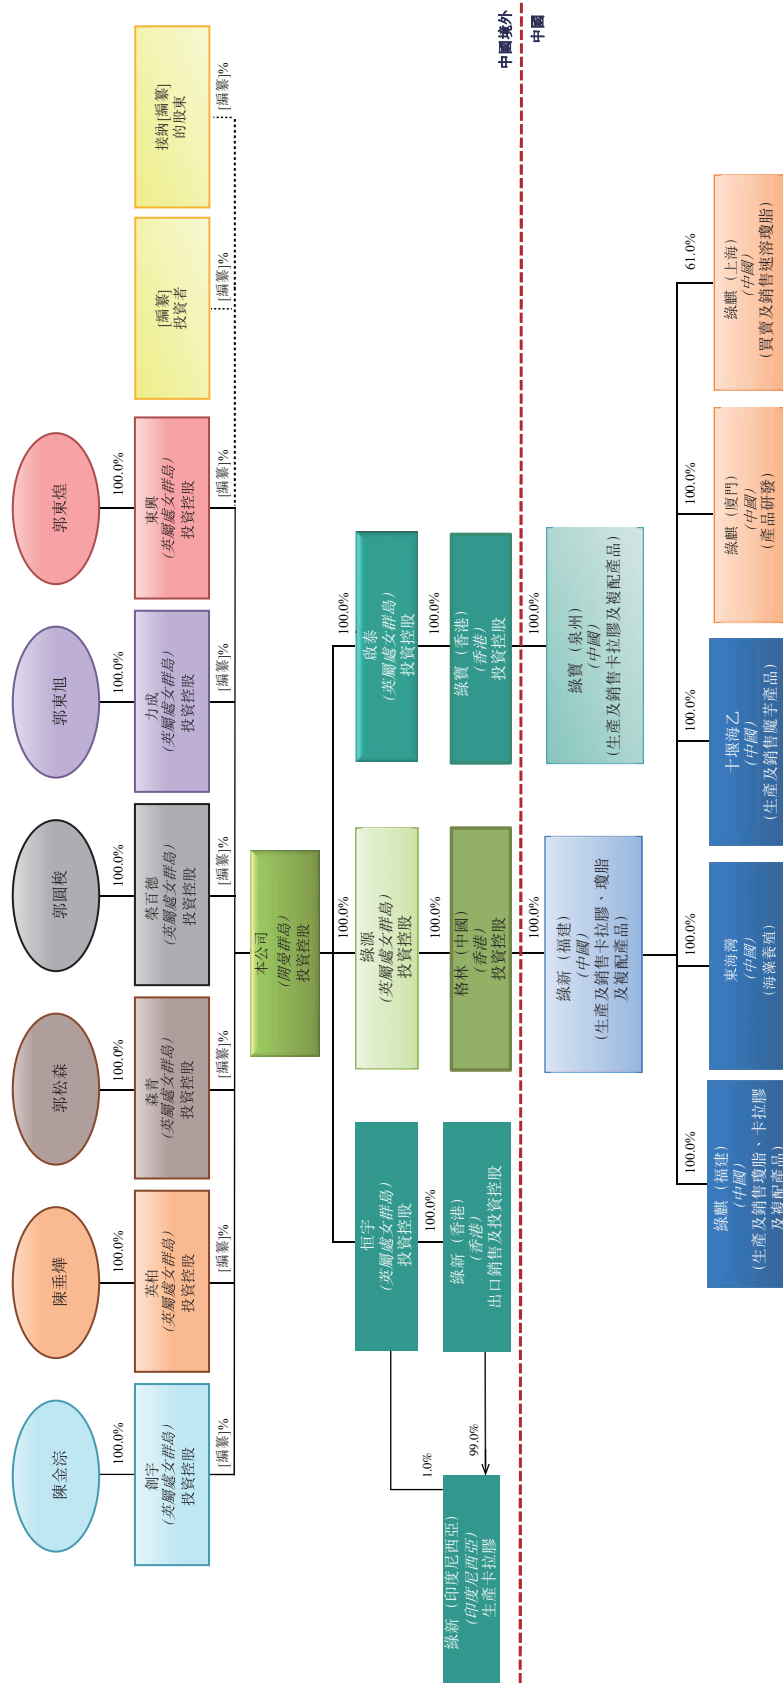 陳金淙
陳垂燁
郭松森
郭圓梭
郭東旭
郭東煌
100.0%
100.0%
100.0%
100.0%
100.0%
100.0%
創宇
(英屬處女群島)
投資控股
英柏
(英屬處女群島)
投資控股
森青
(英屬處女群島)
投資控股
榮百德
(英屬處女群島)
投資控股
力成
(英屬處女群島)
投資控股
東興
(英屬處女群島)
投資控股
[編纂]
投資者
接納[編纂]
的股東
[編纂]%
[編纂]%
[編纂]%
[編纂]%
[編纂]%
[編纂]%
[編纂]%
[編纂]%
本公司
(開曼群島)
投資控股
100.0%
100.0%
恒宇
(英屬處女群島)
投資控股
綠源
(英屬處女群島)
投資控股
啟泰
(英屬處女群島)
投資控股
1.0%
100.0%
100.0%
100.0%
綠新（印度尼西亞）
(印度尼西亞)
生產卡拉膠
99.0%
綠新（香港）
(香港)
出口銷售及投資控股
格林（中國）
(香港)
投資控股
綠寶（香港）
(香港)
投資控股
中國境外
中國
100.0%
100.0%
綠新（福建）
(中國)
(生產及銷售卡拉膠、瓊脂
及複配產品)
綠寶（泉州）
(中國)
(生產及銷售卡拉膠及複配產品)
100.0%
100.0%
100.0%
100.0%
61.0%
綠麒（福建）
(中國)
(生產及銷售瓊脂、卡拉膠
及複配產品)
東海灣
(中國)
(海藻養殖)
十堰海乙
(中國)
(生產及銷售魔芋產品)
綠麒（廈門）
(中國)
(產品研發)
綠麒（上海）
(中國)
(買賣及銷售速溶瓊脂)